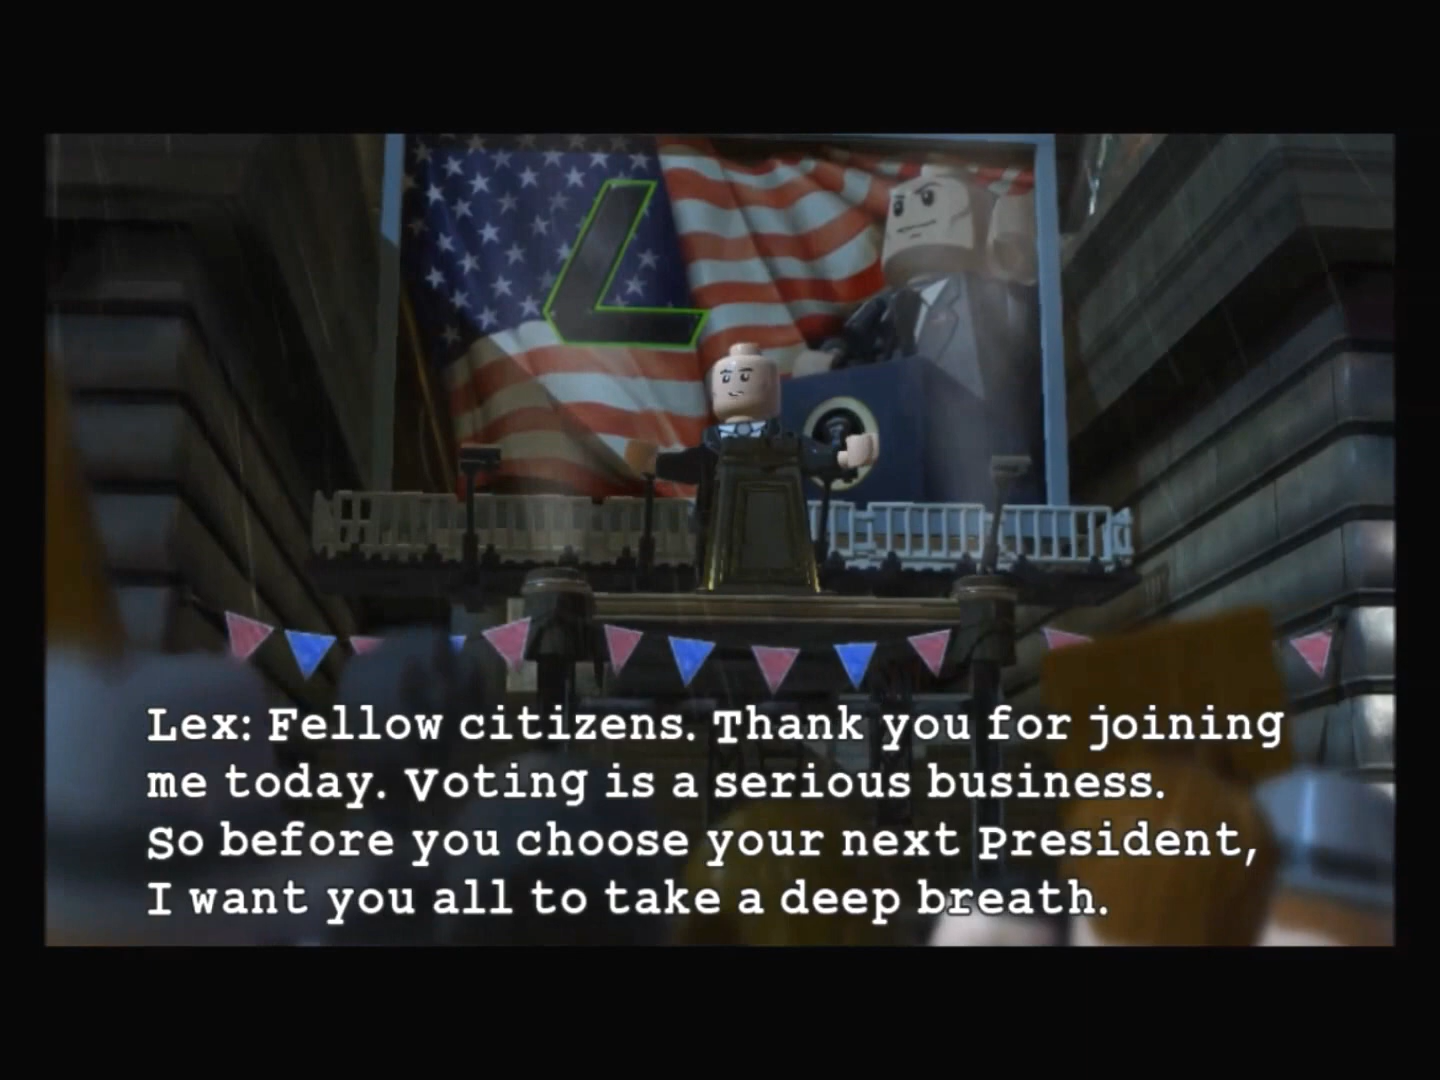 L
Lex: Fellow citizens. Thank you for joining
me today. Voting is a serious business.
So before you choose your next President,
I want you all to take a deep breath.